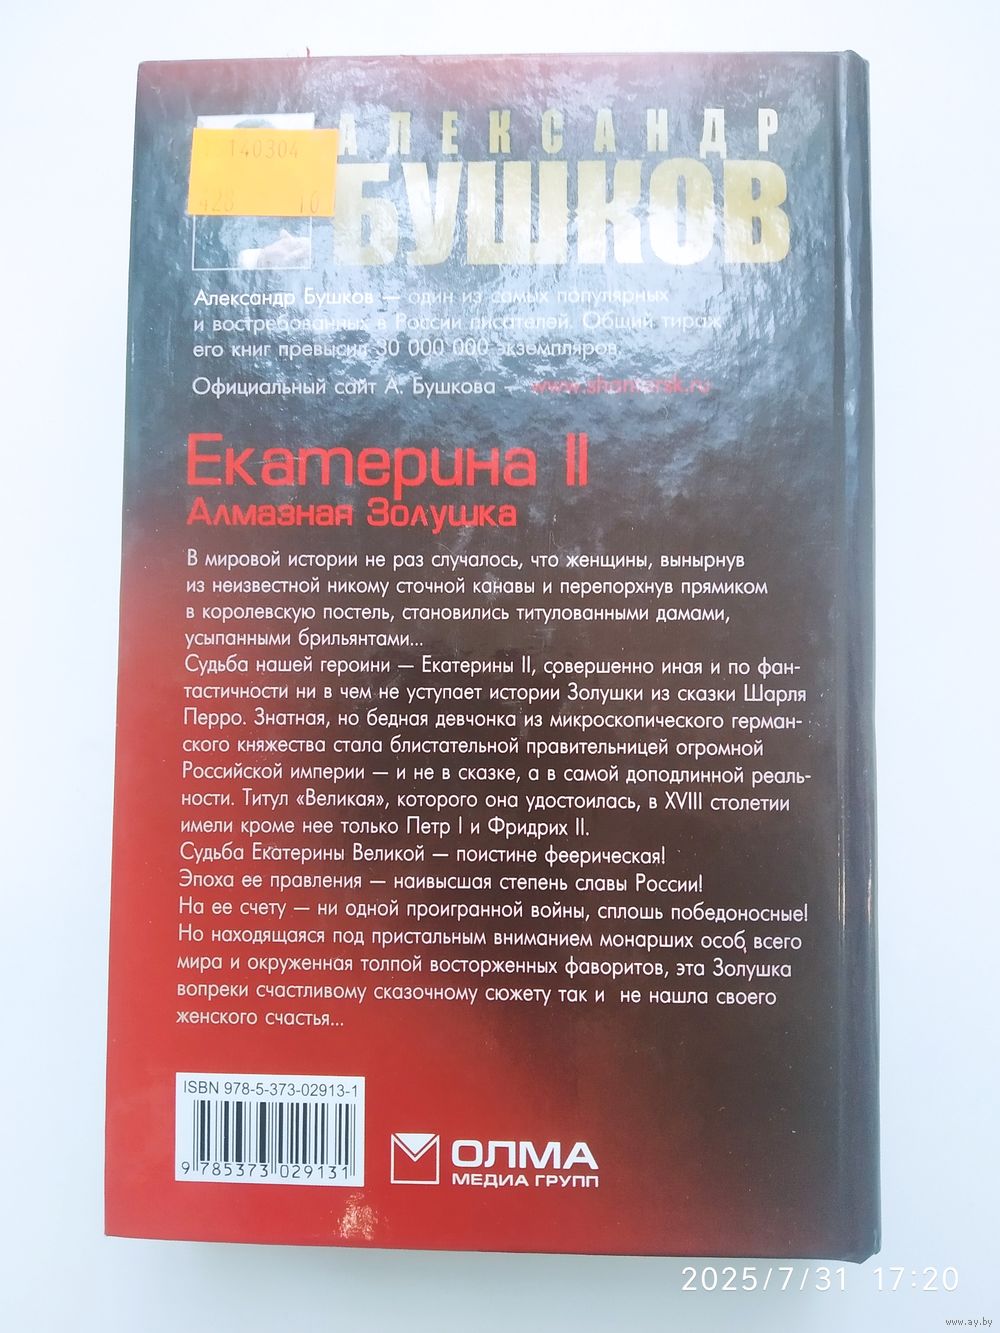 АЛЕКСАНДР
БУШКОВ
140304
428 10
Александр Бушков — один из самых популярных
и востребованных в России писателей. Общий тираж
его книг превысил 30 000 000 экземпляров.
Официальный сайт А. Бушкова — www.shantarsk.ru
Екатерина II
Алмазная Золушка
В мировой истории не раз случалось, что женщины, вынырнув
из неизвестной никому сточной канавы и перепорхнув прямиком
в королевскую постель, становились титулованными дамами,
усыпанными брильянтами...
Судьба нашей героини — Екатерины II, совершенно иная и по фан-
тастичности ни в чем не уступает истории Золушки из сказки Шарля
Перро. Знатная, но бедная девчонка из микроскопического герман-
ского княжества стала блистательной правительницей огромной
Российской империи — и не в сказке, а в самой доподлинной реаль-
ности. Титул «Великая», которого она удостоилась, в XVIII столетии
имели кроме нее только Петр I и Фридрих II.
Судьба Екатерины Великой — поистине феерическая!
Эпоха ее правления — наивысшая степень славы России!
На ее счету — ни одной проигранной войны, сплошь победоносные!
Но находящаяся под пристальным вниманием монарших особ всего
мира и окруженная толпой восторженных фаворитов, эта Золушка
вопреки счастливому сказочному сюжету так и не нашла своего
женского счастья...
ISBN 978-5-373-02913-1
9 785373 029131
ОЛМА
МЕДИА ГРУПП
2025/7/31 17:20
www.ay.by